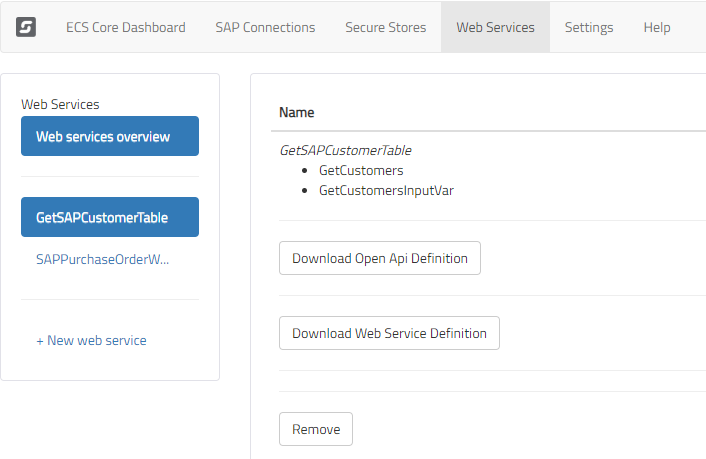 ECS Core Dashboard SAP Connections Secure Stores Web Services Settings Help
Web Services
Web services overview
GetSAPCustomerTable
SAPPurchaseOrderW...
+ New web service
Name
GetSAPCustomerTable
GetCustomers
GetCustomersInputVar
Download Open Api Definition
Download Web Service Definition
Remove